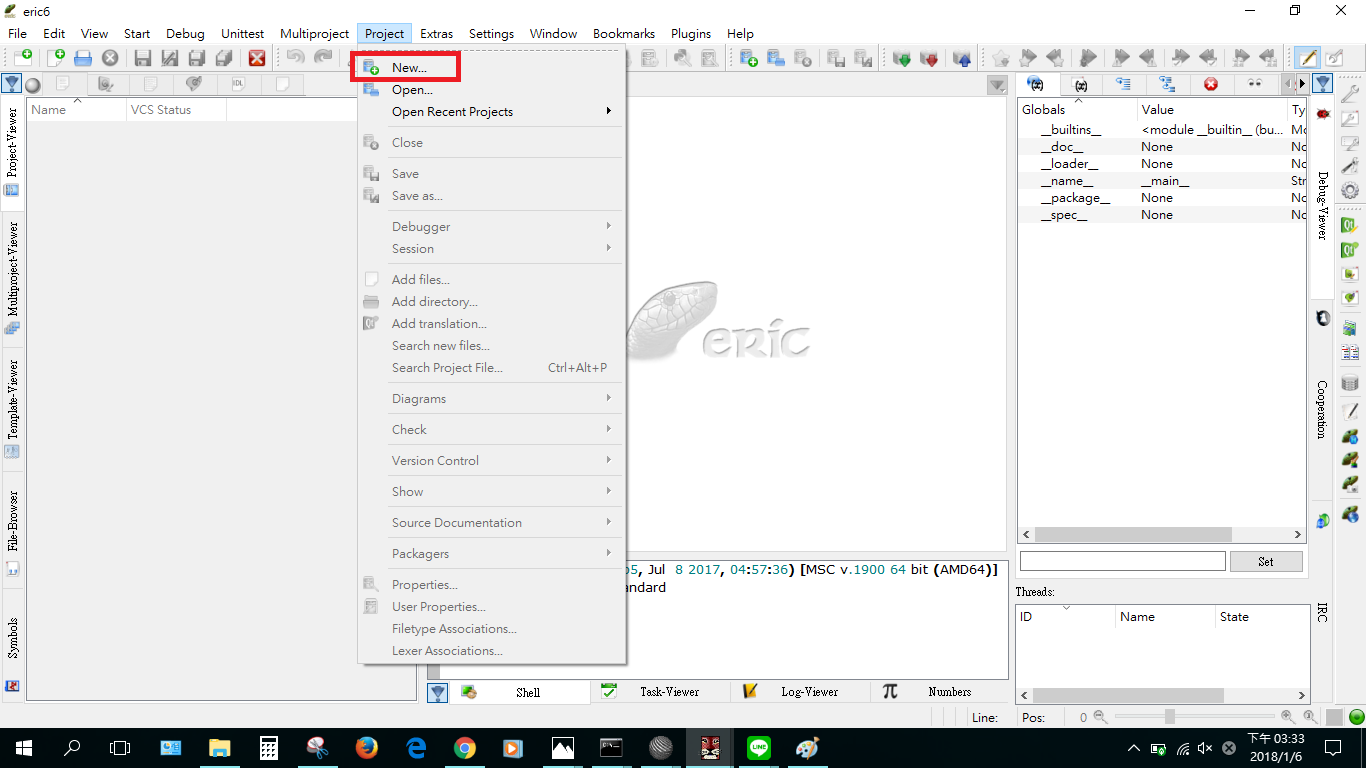 eric6
File Edit View Start Debug Unittest Multiproject Project Extras Settings Window Bookmarks Plugins Help
Name VCS Status
Project-Viewer
Multiproject-Viewer
Template-Viewer
File-Browser
Symbols
New...
Open...
Open Recent Projects
Close
Save
Save as...
Debugger
Session
Add files...
Add directory...
Add translation...
Search new files...
Search Project File... Ctrl+Alt+P
Diagrams
Check
Version Control
Show
Source Documentation
Packagers
Properties...
User Properties...
Filetype Associations...
Lexer Associations...
eric
5, Jul 8 2017, 04:57:36) [MSC v.1900 64 bit (AMD64)]
andard
Shell Task-Viewer Log-Viewer Numbers
Globals Value Ty
__builtins__ <module __builtin__ (bu... Mo
__doc__ None No
__loader__ None No
__name__ __main__ Str
__package__ None No
__spec__ None No
Set
Threads:
ID Name State
Debug-Viewer
Cooperation
IRC
Line: Pos: 0
下午 03:33
2018/1/6